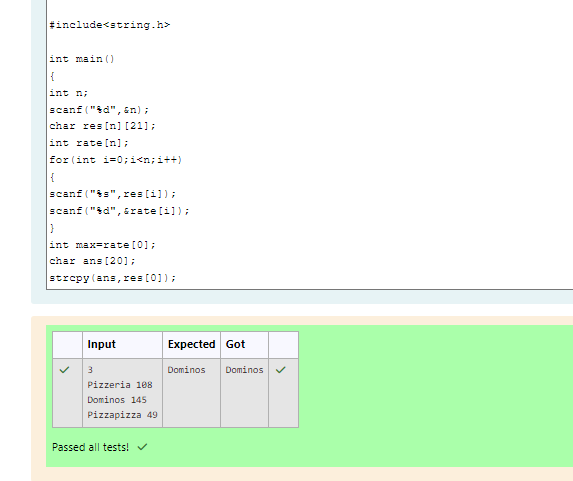 #include<string.h>
int main()
{
int n;
scanf("%d",&n);
char res[n][21];
int rate[n];
for(int i=0;i<n;i++)
{
scanf("%s",res[i]);
scanf("%d",&rate[i]);
}
int max=rate[0];
char ans[20];
strcpy(ans,res[0]);
Input Expected Got
3 Dominos Dominos
Pizzeria 108
Dominos 145
Pizzapizza 49
Passed all tests!